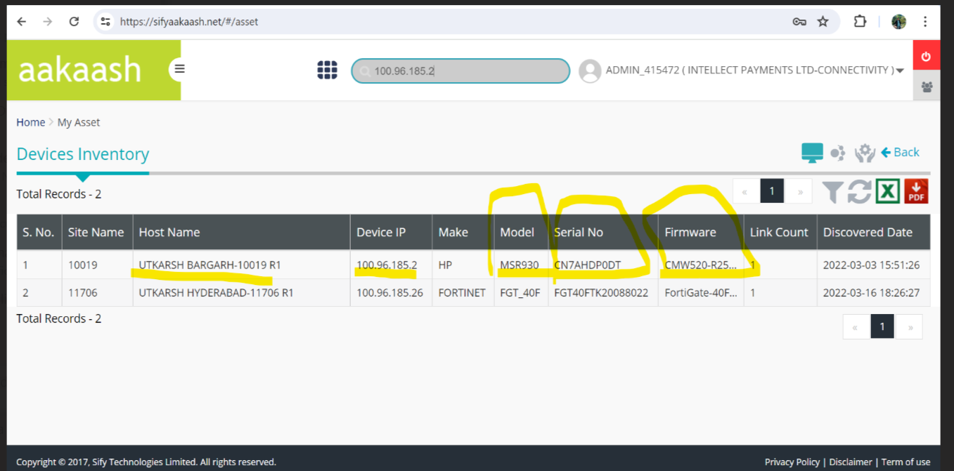 https://sifyaakaash.net/#/asset
aakaash
100.96.185.2
ADMIN_415472 ( INTELLECT PAYMENTS LTD-CONNECTIVITY )
Home > My Asset
Devices Inventory
Back
Total Records - 2
« 1 »
PDF
S. No. Site Name Host Name Device IP Make Model Serial No Firmware Link Count Discovered Date
1 10019 UTKARSH BARGARH-10019 R1 100.96.185.2 HP MSR930 CN7AHDP0DT CMW520-R25... 1 2022-03-03 15:51:26
2 11706 UTKARSH HYDERABAD-11706 R1 100.96.185.26 FORTINET FGT_40F FGT40FTK20088022 FortiGate-40F... 1 2022-03-16 18:26:27
Total Records - 2
« 1 »
Copyright © 2017, Sify Technologies Limited. All rights reserved.
Privacy Policy | Disclaimer | Term of use